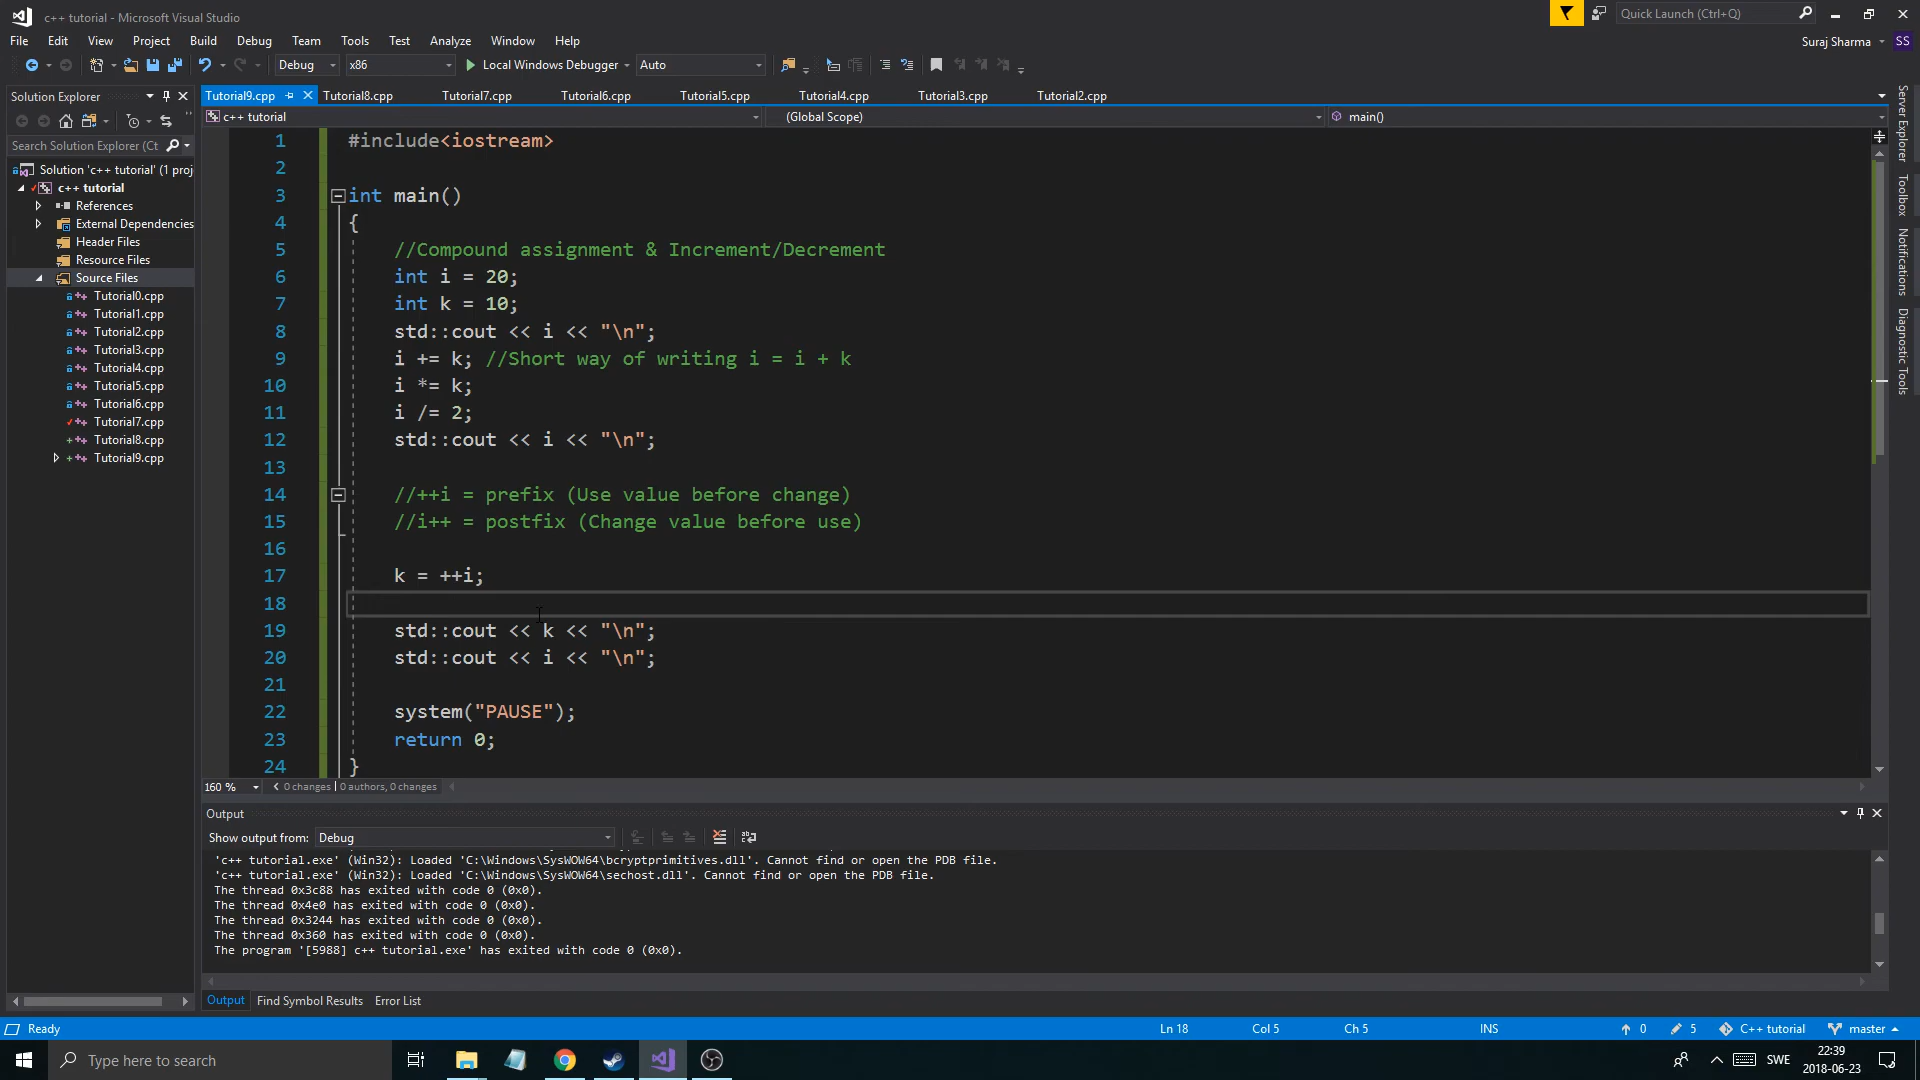 c++ tutorial - Microsoft Visual Studio
Quick Launch (Ctrl+Q)
File Edit View Project Build Debug Team Tools Test Analyze Window Help
Suraj Sharma SS
Debug x86 Local Windows Debugger Auto
Solution Explorer
Tutorial9.cpp Tutorial8.cpp Tutorial7.cpp Tutorial6.cpp Tutorial5.cpp Tutorial4.cpp Tutorial3.cpp Tutorial2.cpp
c++ tutorial (Global Scope) main()
Search Solution Explorer (Ct
Solution 'c++ tutorial' (1 proj
c++ tutorial
References
External Dependencies
Header Files
Resource Files
Source Files
Tutorial0.cpp
Tutorial1.cpp
Tutorial2.cpp
Tutorial3.cpp
Tutorial4.cpp
Tutorial5.cpp
Tutorial6.cpp
Tutorial7.cpp
Tutorial8.cpp
Tutorial9.cpp
1 #include<iostream>
2
3 int main()
4 {
5 //Compound assignment & Increment/Decrement
6 int i = 20;
7 int k = 10;
8 std::cout << i << "\n";
9 i += k; //Short way of writing i = i + k
10 i *= k;
11 i /= 2;
12 std::cout << i << "\n";
13
14 //++i = prefix (Use value before change)
15 //i++ = postfix (Change value before use)
16
17 k = ++i;
18
19 std::cout << k << "\n";
20 std::cout << i << "\n";
21
22 system("PAUSE");
23 return 0;
24 }
Server Explorer
Toolbox
Notifications
Diagnostic Tools
160 % 0 changes | 0 authors, 0 changes
Output
Show output from: Debug
'c++ tutorial.exe' (Win32): Loaded 'C:\Windows\SysWOW64\bcryptprimitives.dll'. Cannot find or open the PDB file.
'c++ tutorial.exe' (Win32): Loaded 'C:\Windows\SysWOW64\sechost.dll'. Cannot find or open the PDB file.
The thread 0x3c88 has exited with code 0 (0x0).
The thread 0x4e0 has exited with code 0 (0x0).
The thread 0x3244 has exited with code 0 (0x0).
The thread 0x360 has exited with code 0 (0x0).
The program '[5988] c++ tutorial.exe' has exited with code 0 (0x0).
Output Find Symbol Results Error List
Ready Ln 18 Col 5 Ch 5 INS 0 5 C++ tutorial master
Type here to search
SWE
22:39
2018-06-23